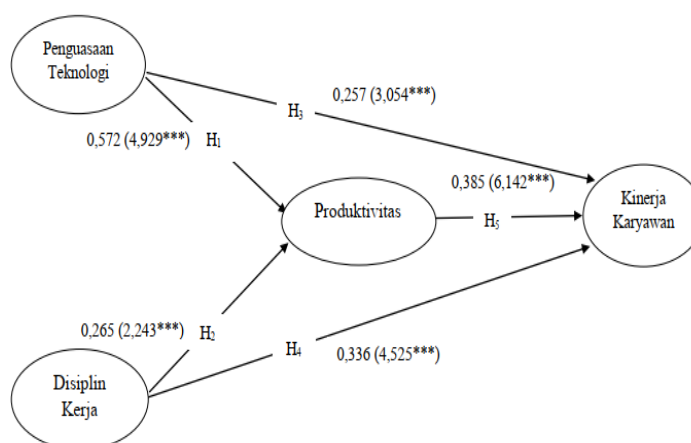 Penguasaan
Teknologi
0,257 (3,054***)
H3
0,572 (4,929***) H1
0,385 (6,142***)
Produktivitas
H5
Kinerja
Karyawan
0,265 (2,243***) H2
H4
0,336 (4,525***)
Disiplin
Kerja